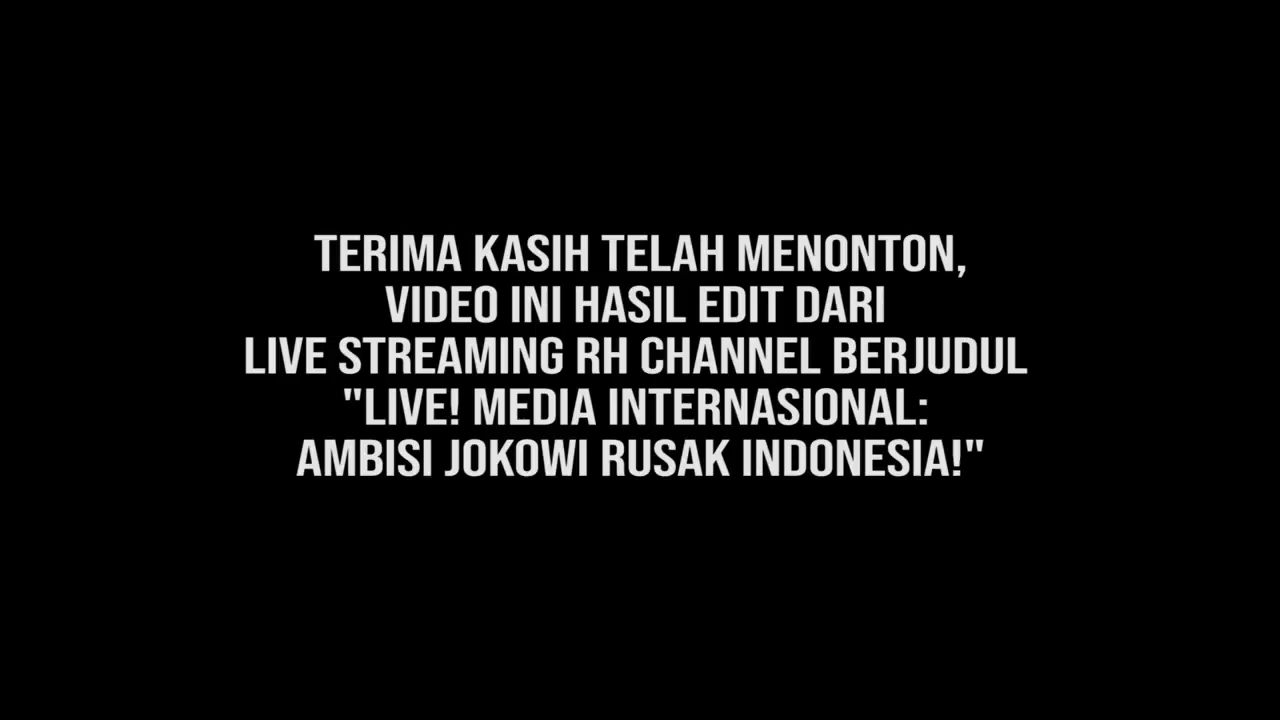 TERIMA KASIH TELAH MENONTON,
VIDEO INI HASIL EDIT DARI
LIVE STREAMING RH CHANNEL BERJUDUL
"LIVE! MEDIA INTERNASIONAL:
AMBISI JOKOWI RUSAK INDONESIA!"